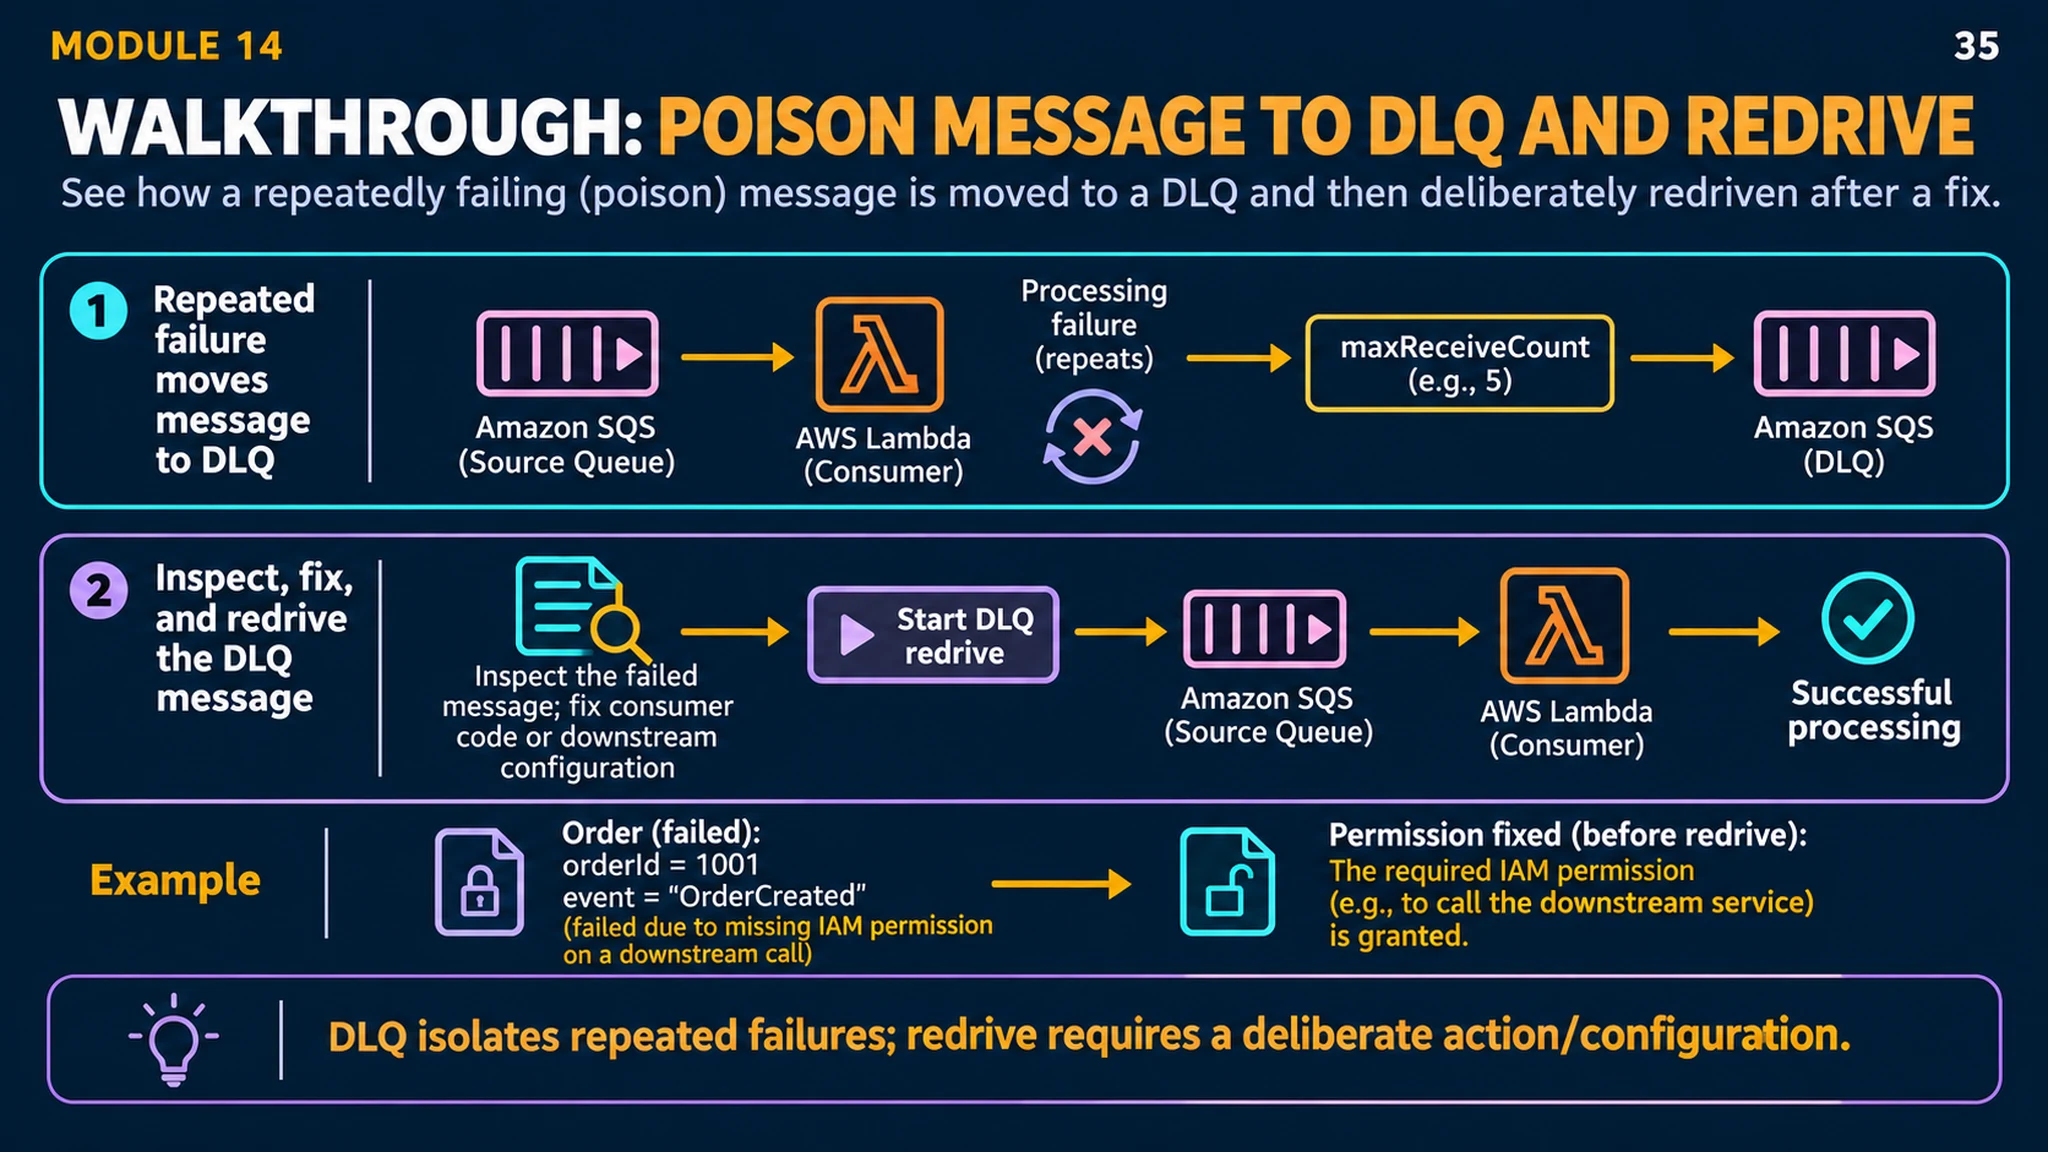 MODULE 14
35
WALKTHROUGH: POISON MESSAGE TO DLQ AND REDRIVE
See how a repeatedly failing (poison) message is moved to a DLQ and then deliberately redriven after a fix.
1
Repeated
failure
moves
message
to DLQ
Amazon SQS
(Source Queue)
AWS Lambda
(Consumer)
Processing
failure
(repeats)
maxReceiveCount
(e.g., 5)
Amazon SQS
(DLQ)
2
Inspect, fix,
and redrive
the DLQ
message
Inspect the failed
message; fix consumer
code or downstream
configuration
Start DLQ
redrive
Amazon SQS
(Source Queue)
AWS Lambda
(Consumer)
Successful
processing
Example
Order (failed):
orderId = 1001
event = “OrderCreated”
(failed due to missing IAM permission
on a downstream call)
Permission fixed (before redrive):
The required IAM permission
(e.g., to call the downstream service)
is granted.
DLQ isolates repeated failures; redrive requires a deliberate action/configuration.